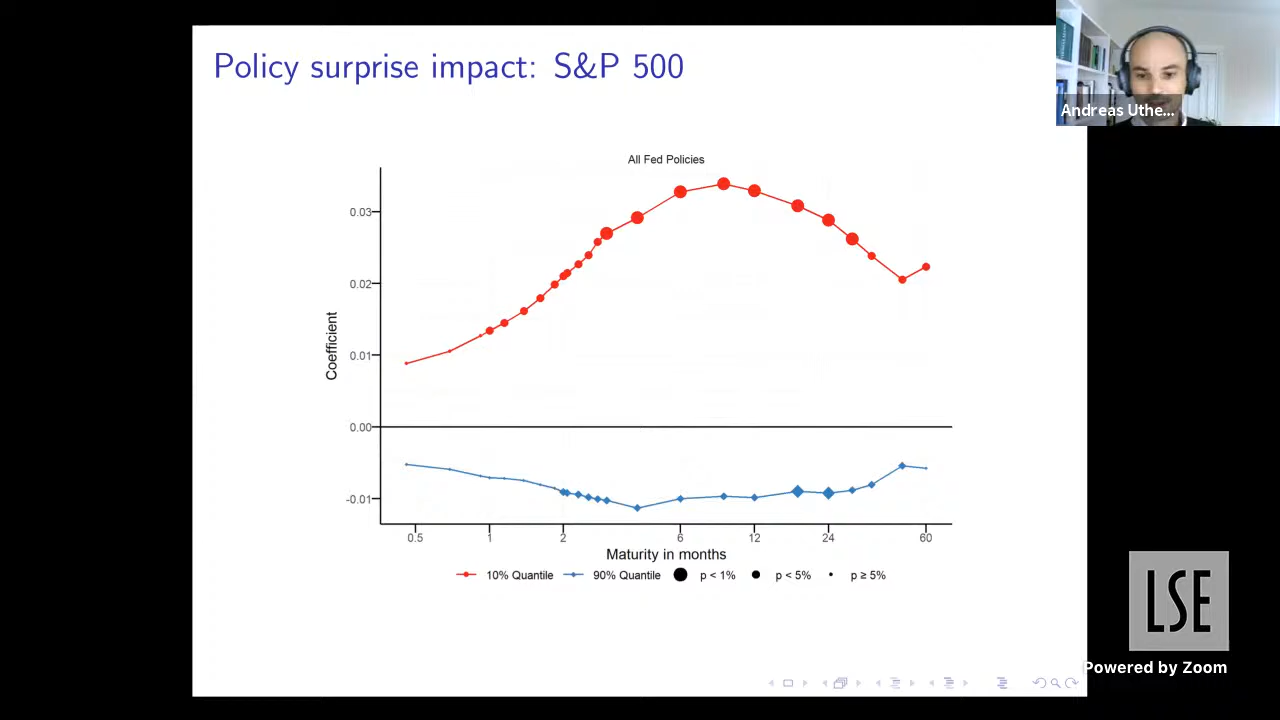 Policy surprise impact: S&P 500
Andreas Uthe...
All Fed Policies
0.03
0.02
0.01
0.00
-0.01
Coefficient
0.5 1 2 6 12 24 60
Maturity in months
10% Quantile 90% Quantile p < 1% p < 5% p ≥ 5%
LSE
Powered by Zoom